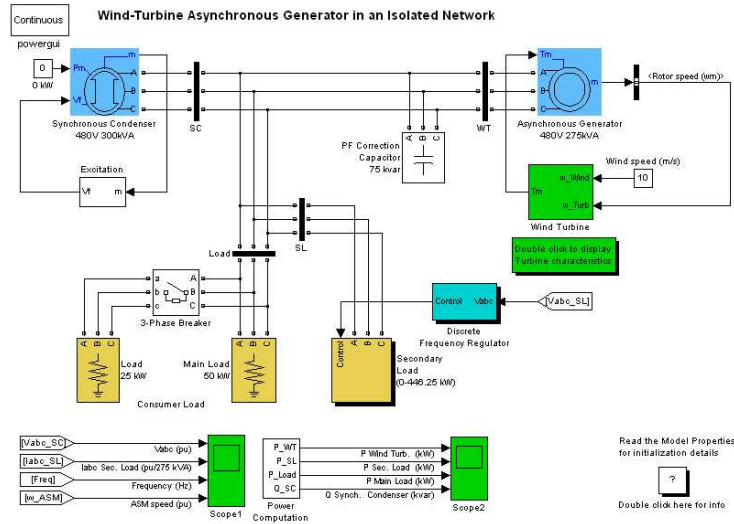 Wind-Turbine Asynchronous Generator in an Isolated Network
Continuous
powergui
0
0 kW
Pm
Vf
m
A
B
C
Synchronous Condenser
480V 300kVA
SC
Excitation
Vf
m
A
B
C
PF Correction
Capacitor
75 kvar
WT
Tm
A
B
C
m
Asynchronous Generator
480V 275kVA
<Rotor speed (wm)>
Wind speed (m/s)
10
w_Wind
Tm
w_Turb
Wind Turbine
Double click to display
Turbine characteristics
SL
Load
a
b
c
A
B
C
3-Phase Breaker
A
B
C
Load
25 kW
Main Load
50 kW
A
B
C
Consumer Load
Control
A
B
C
Secondary
Load
(0-446.25 kW)
Control
Vabc
Discrete
Frequency Regulator
[Vabc_SL]
[Vabc_SC]
Vabc (pu)
[Iabc_SL]
Iabc Sec. Load (pu/275 kVA)
[Freq]
Frequency (Hz)
[w_ASM]
ASM speed (pu)
Scope1
P_WT
P_SL
P_Load
Q_SC
Power
Computation
P Wind Turb. (kW)
P Sec. Load (kW)
P Main Load (kW)
Q Synch. Condenser (kvar)
Scope2
Read the Model Properties
for initialization details
?
Double click here for info